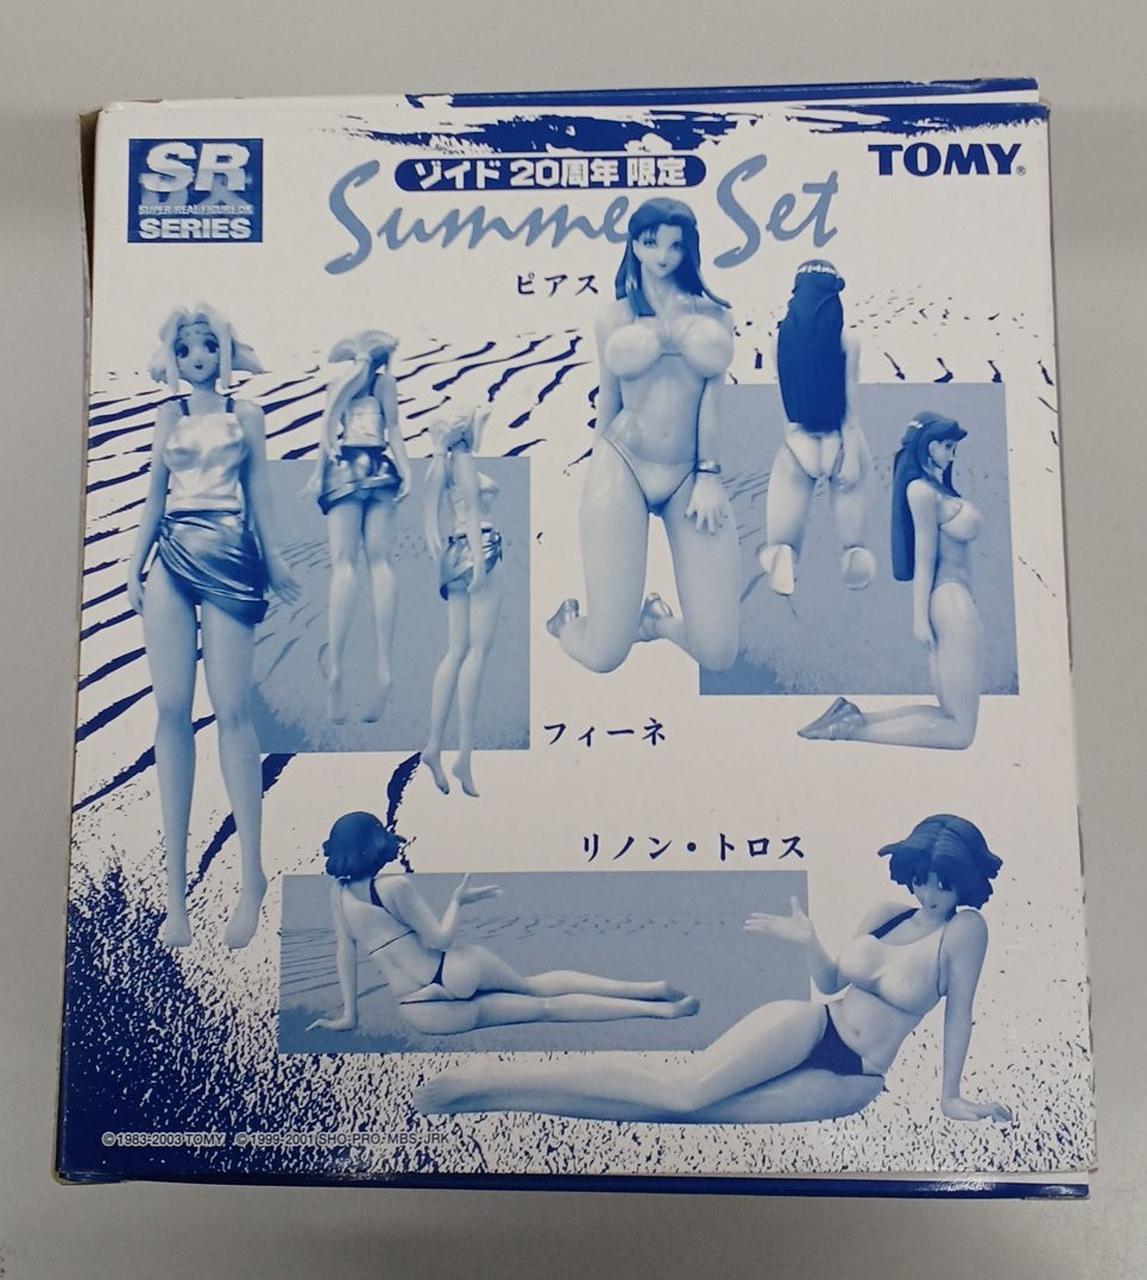 SR
SUPER REAL FIGURE DX
SERIES
TOMY®
ゾイド 20周年 限定
Summer Set
ピアス
フィーネ
リノン・トロス
©1983-2003 TOMY ©1999-2001 SHO-PRO・MBS・JRK